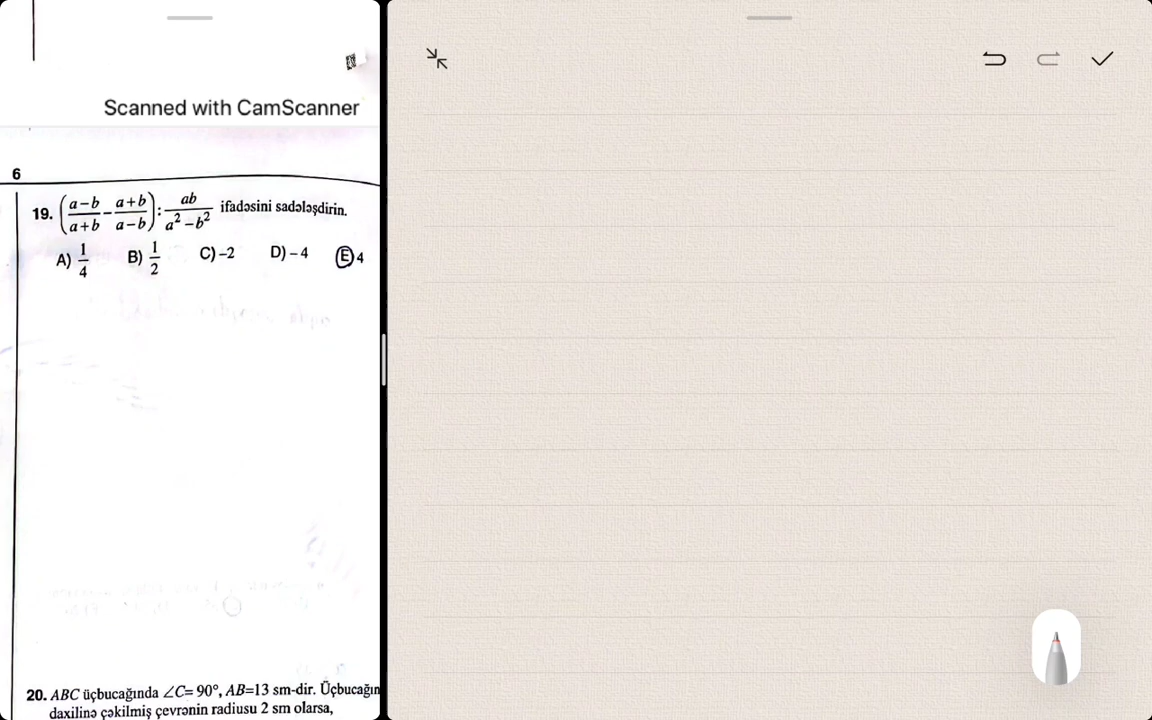 Scanned with CamScanner
6
19. (a−b/a+b − a+b/a−b) : ab/a²−b² ifadəsini sadələşdirin.
A) 1/4 B) 1/2 C) −2 D) − 4 E) 4
20. ABC üçbucağında ∠C= 90°, AB=13 sm-dir. Üçbucağın
daxilinə çəkilmiş çevrənin radiusu 2 sm olarsa,